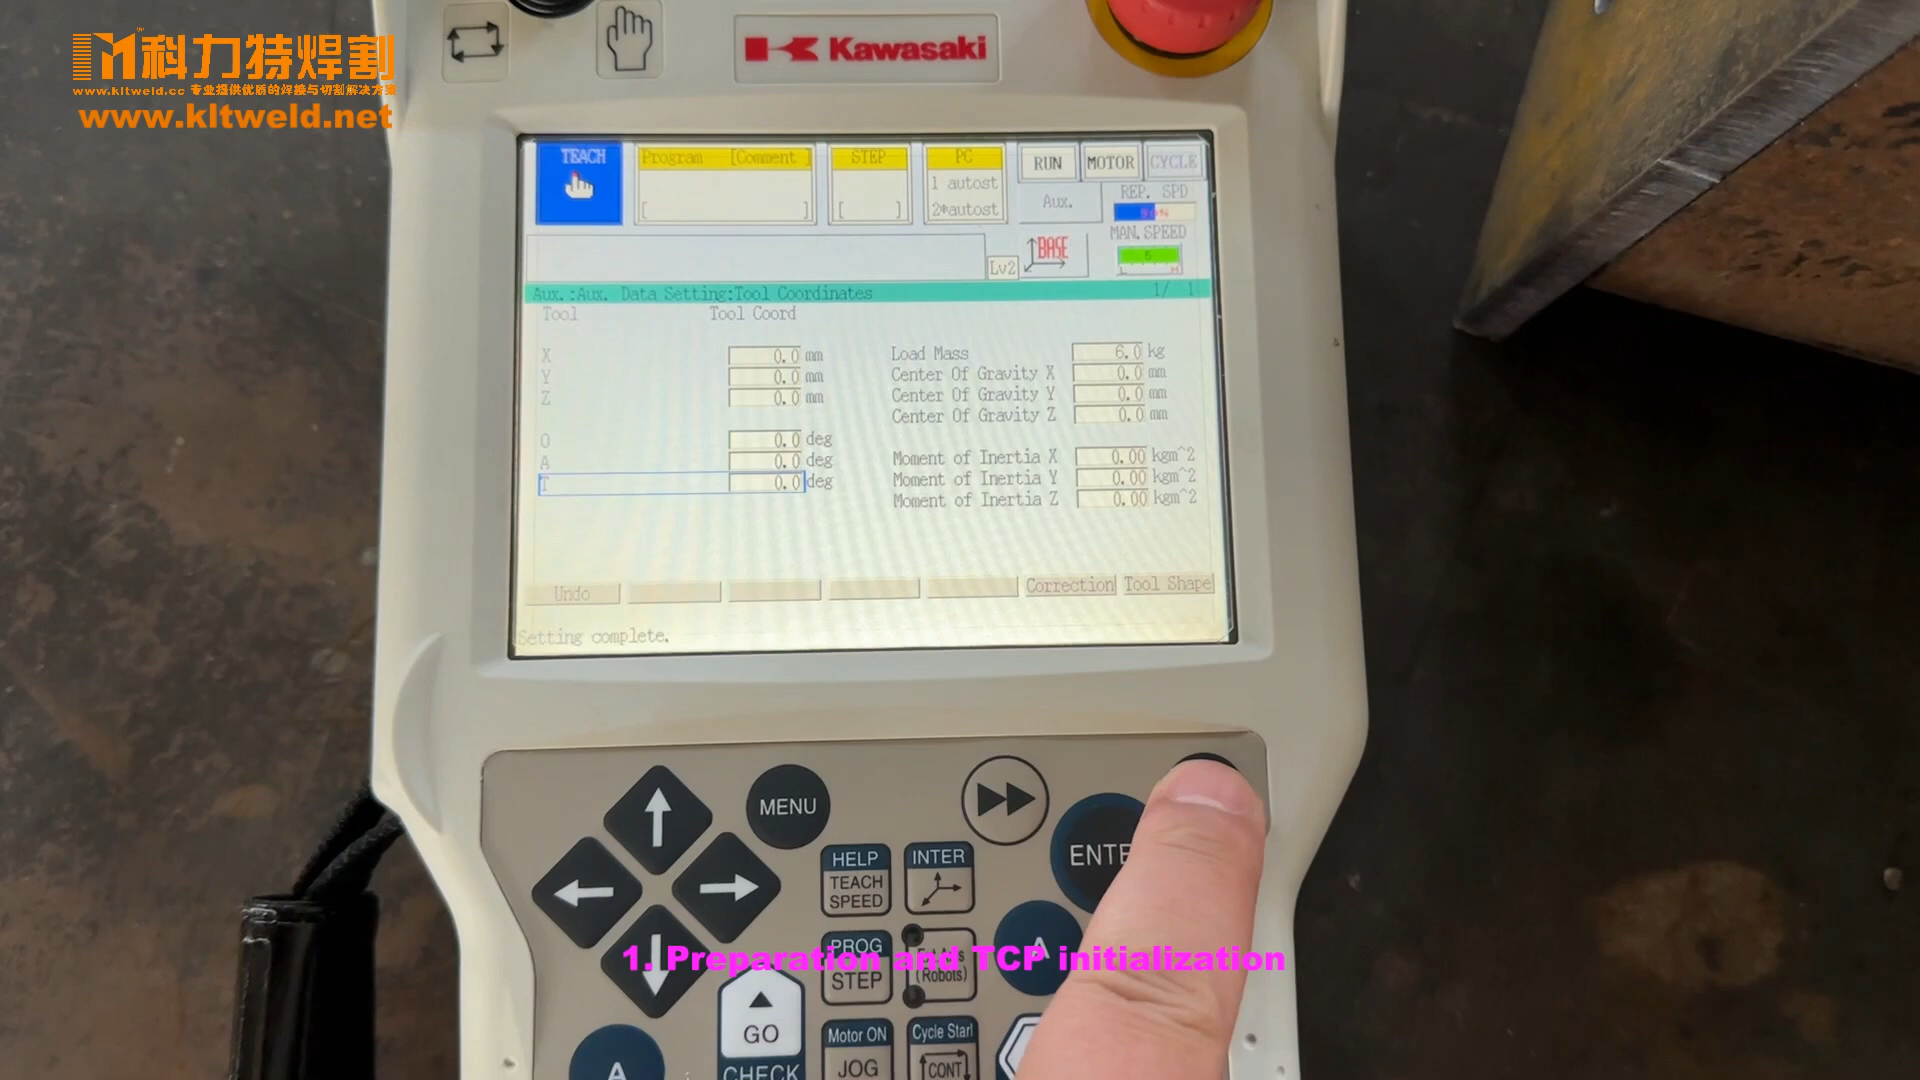 科力特焊割
www.kltweld.cc 专业提供优质的焊接与切割解决方案
www.kltweld.net
Kawasaki
TEACH
Program [Comment ]
[ ]
STEP
[ ]
PC
1 autost
2*autost
RUN
MOTOR
CYCLE
Aux.
REP. SPD
MAN.SPEED
5
L H
Lv2
BASE
Aux.:Aux. Data Setting:Tool Coordinates 1/ 1
Tool Tool Coord
X 0.0 mm
Y 0.0 mm
Z 0.0 mm
O 0.0 deg
A 0.0 deg
T 0.0 deg
Load Mass 6.0 kg
Center Of Gravity X 0.0 mm
Center Of Gravity Y 0.0 mm
Center Of Gravity Z 0.0 mm
Moment of Inertia X 0.00 kgm^2
Moment of Inertia Y 0.00 kgm^2
Moment of Inertia Z 0.00 kgm^2
Undo
Correction
Tool Shape
Setting complete.
MENU
HELP
TEACH
SPEED
INTER
ENTE
PROG
STEP
(Robots)
A
1. Preparation and TCP initialization
GO
CHECK
Motor ON
JOG
Cycle Start
CONT
A